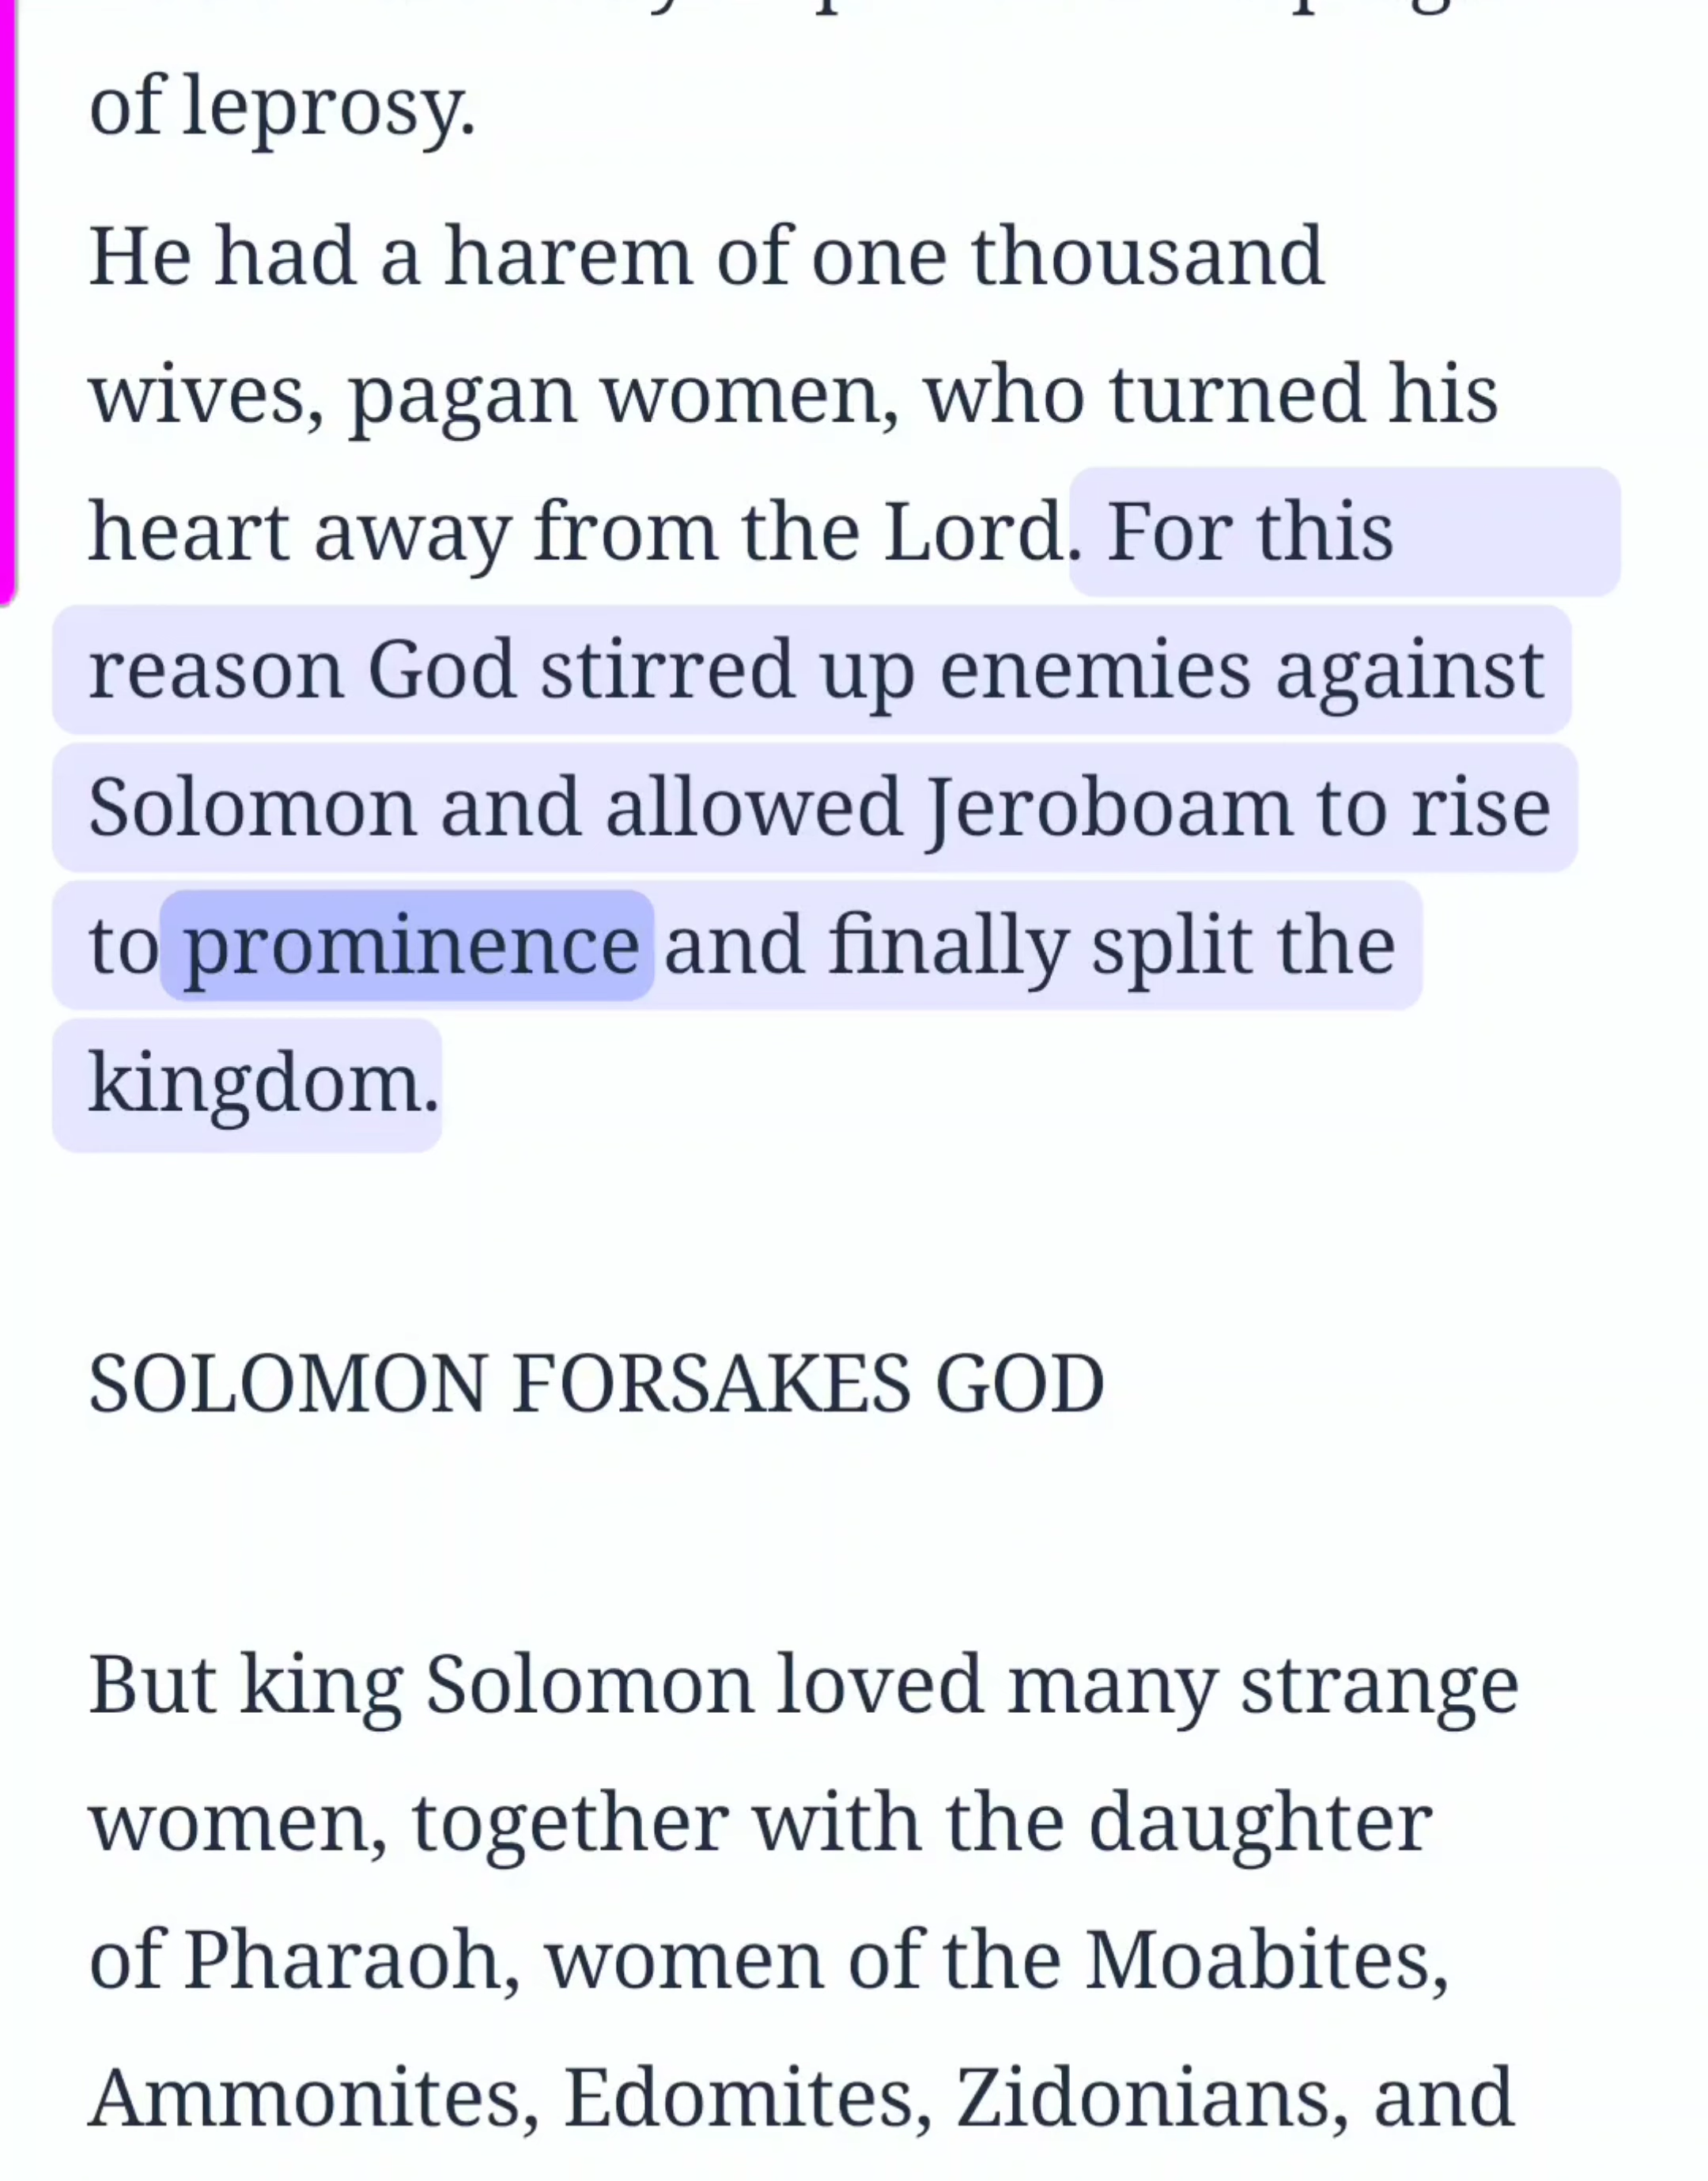 of leprosy.
He had a harem of one thousand
wives, pagan women, who turned his
heart away from the Lord. For this
reason God stirred up enemies against
Solomon and allowed Jeroboam to rise
to prominence and finally split the
kingdom.
SOLOMON FORSAKES GOD
But king Solomon loved many strange
women, together with the daughter
of Pharaoh, women of the Moabites,
Ammonites, Edomites, Zidonians, and